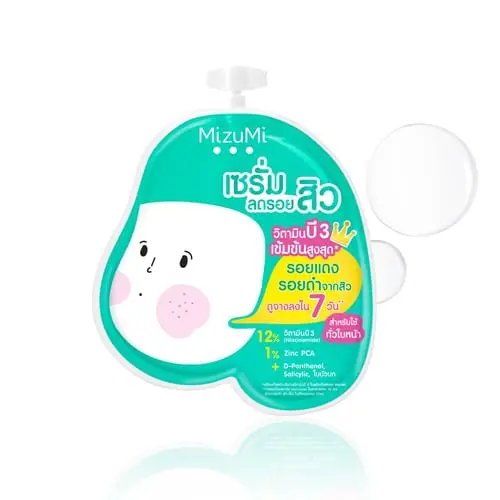 MizuMi
เซรั่ม
ลดรอย สิว
วิตามินบี 3
เข้มข้นสูงสุด*
รอยแดง
รอยดำจากสิว
ดูจางลงใน 7 วัน**
สำหรับใช้
ทั่วใบหน้า
12% วิตามินบี 3
(Niacinamide)
1% Zinc PCA
+ D-Panthenol,
Salicylic, ใบบัวบก